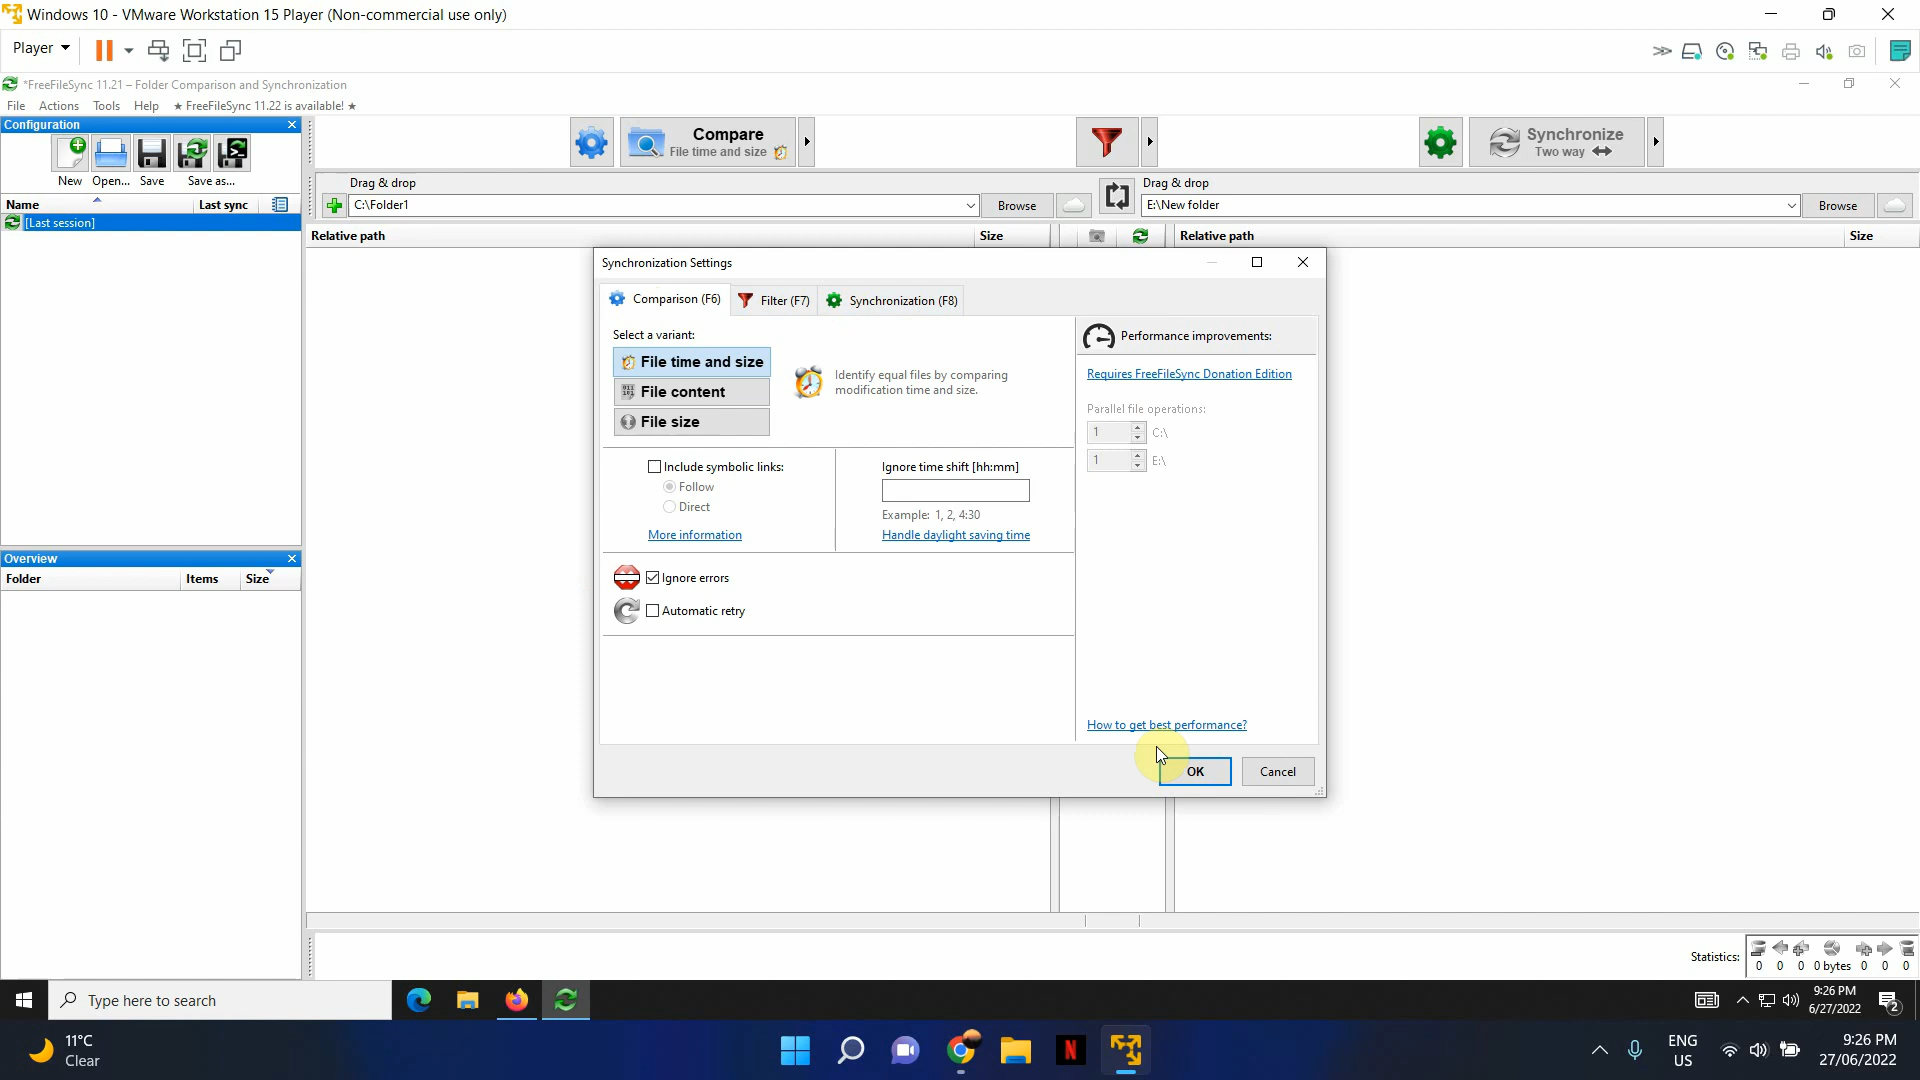 Windows 10 - VMware Workstation 15 Player (Non-commercial use only)
Player
*FreeFileSync 11.21 – Folder Comparison and Synchronization
File Actions Tools Help ★ FreeFileSync 11.22 is available! ★
Configuration
New Open... Save Save as...
Name Last sync
[Last session]
Compare
File time and size
Synchronize
Two way
Drag & drop
C:\Folder1
Browse
Drag & drop
E:\New folder
Browse
Relative path Size
Relative path Size
Synchronization Settings
Comparison (F6)
Filter (F7)
Synchronization (F8)
Select a variant:
File time and size
File content
File size
Identify equal files by comparing
modification time and size.
Include symbolic links:
Follow
Direct
More information
Ignore time shift [hh:mm]
Example: 1, 2, 4:30
Handle daylight saving time
Ignore errors
Automatic retry
Performance improvements:
Requires FreeFileSync Donation Edition
Parallel file operations:
1 C:\
1 E:\
How to get best performance?
OK
Cancel
Overview
Folder Items Size
Statistics:
0 0 0 0 bytes 0 0 0
Type here to search
9:26 PM
6/27/2022
2
11°C
Clear
N
ENG
US
9:26 PM
27/06/2022